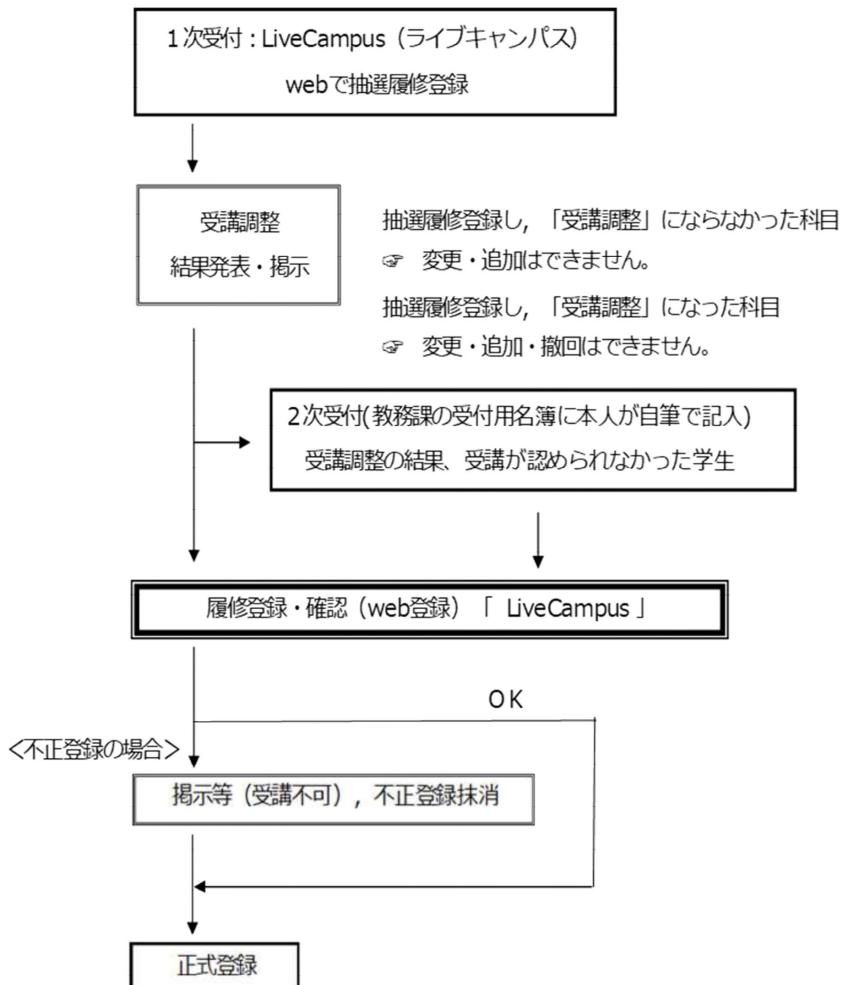 1次受付：LiveCampus（ライブキャンパス）
webで抽選履修登録
受講調整
結果発表・掲示
抽選履修登録し，「受講調整」にならなかった科目
☞ 変更・追加はできません。
抽選履修登録し，「受講調整」になった科目
☞ 変更・追加・撤回はできません。
2次受付(教務課の受付用名簿に本人が自筆で記入)
受講調整の結果、受講が認められなかった学生
履修登録・確認（web登録）「 LiveCampus 」
OK
＜不正登録の場合＞
掲示等（受講不可），不正登録抹消
正式登録